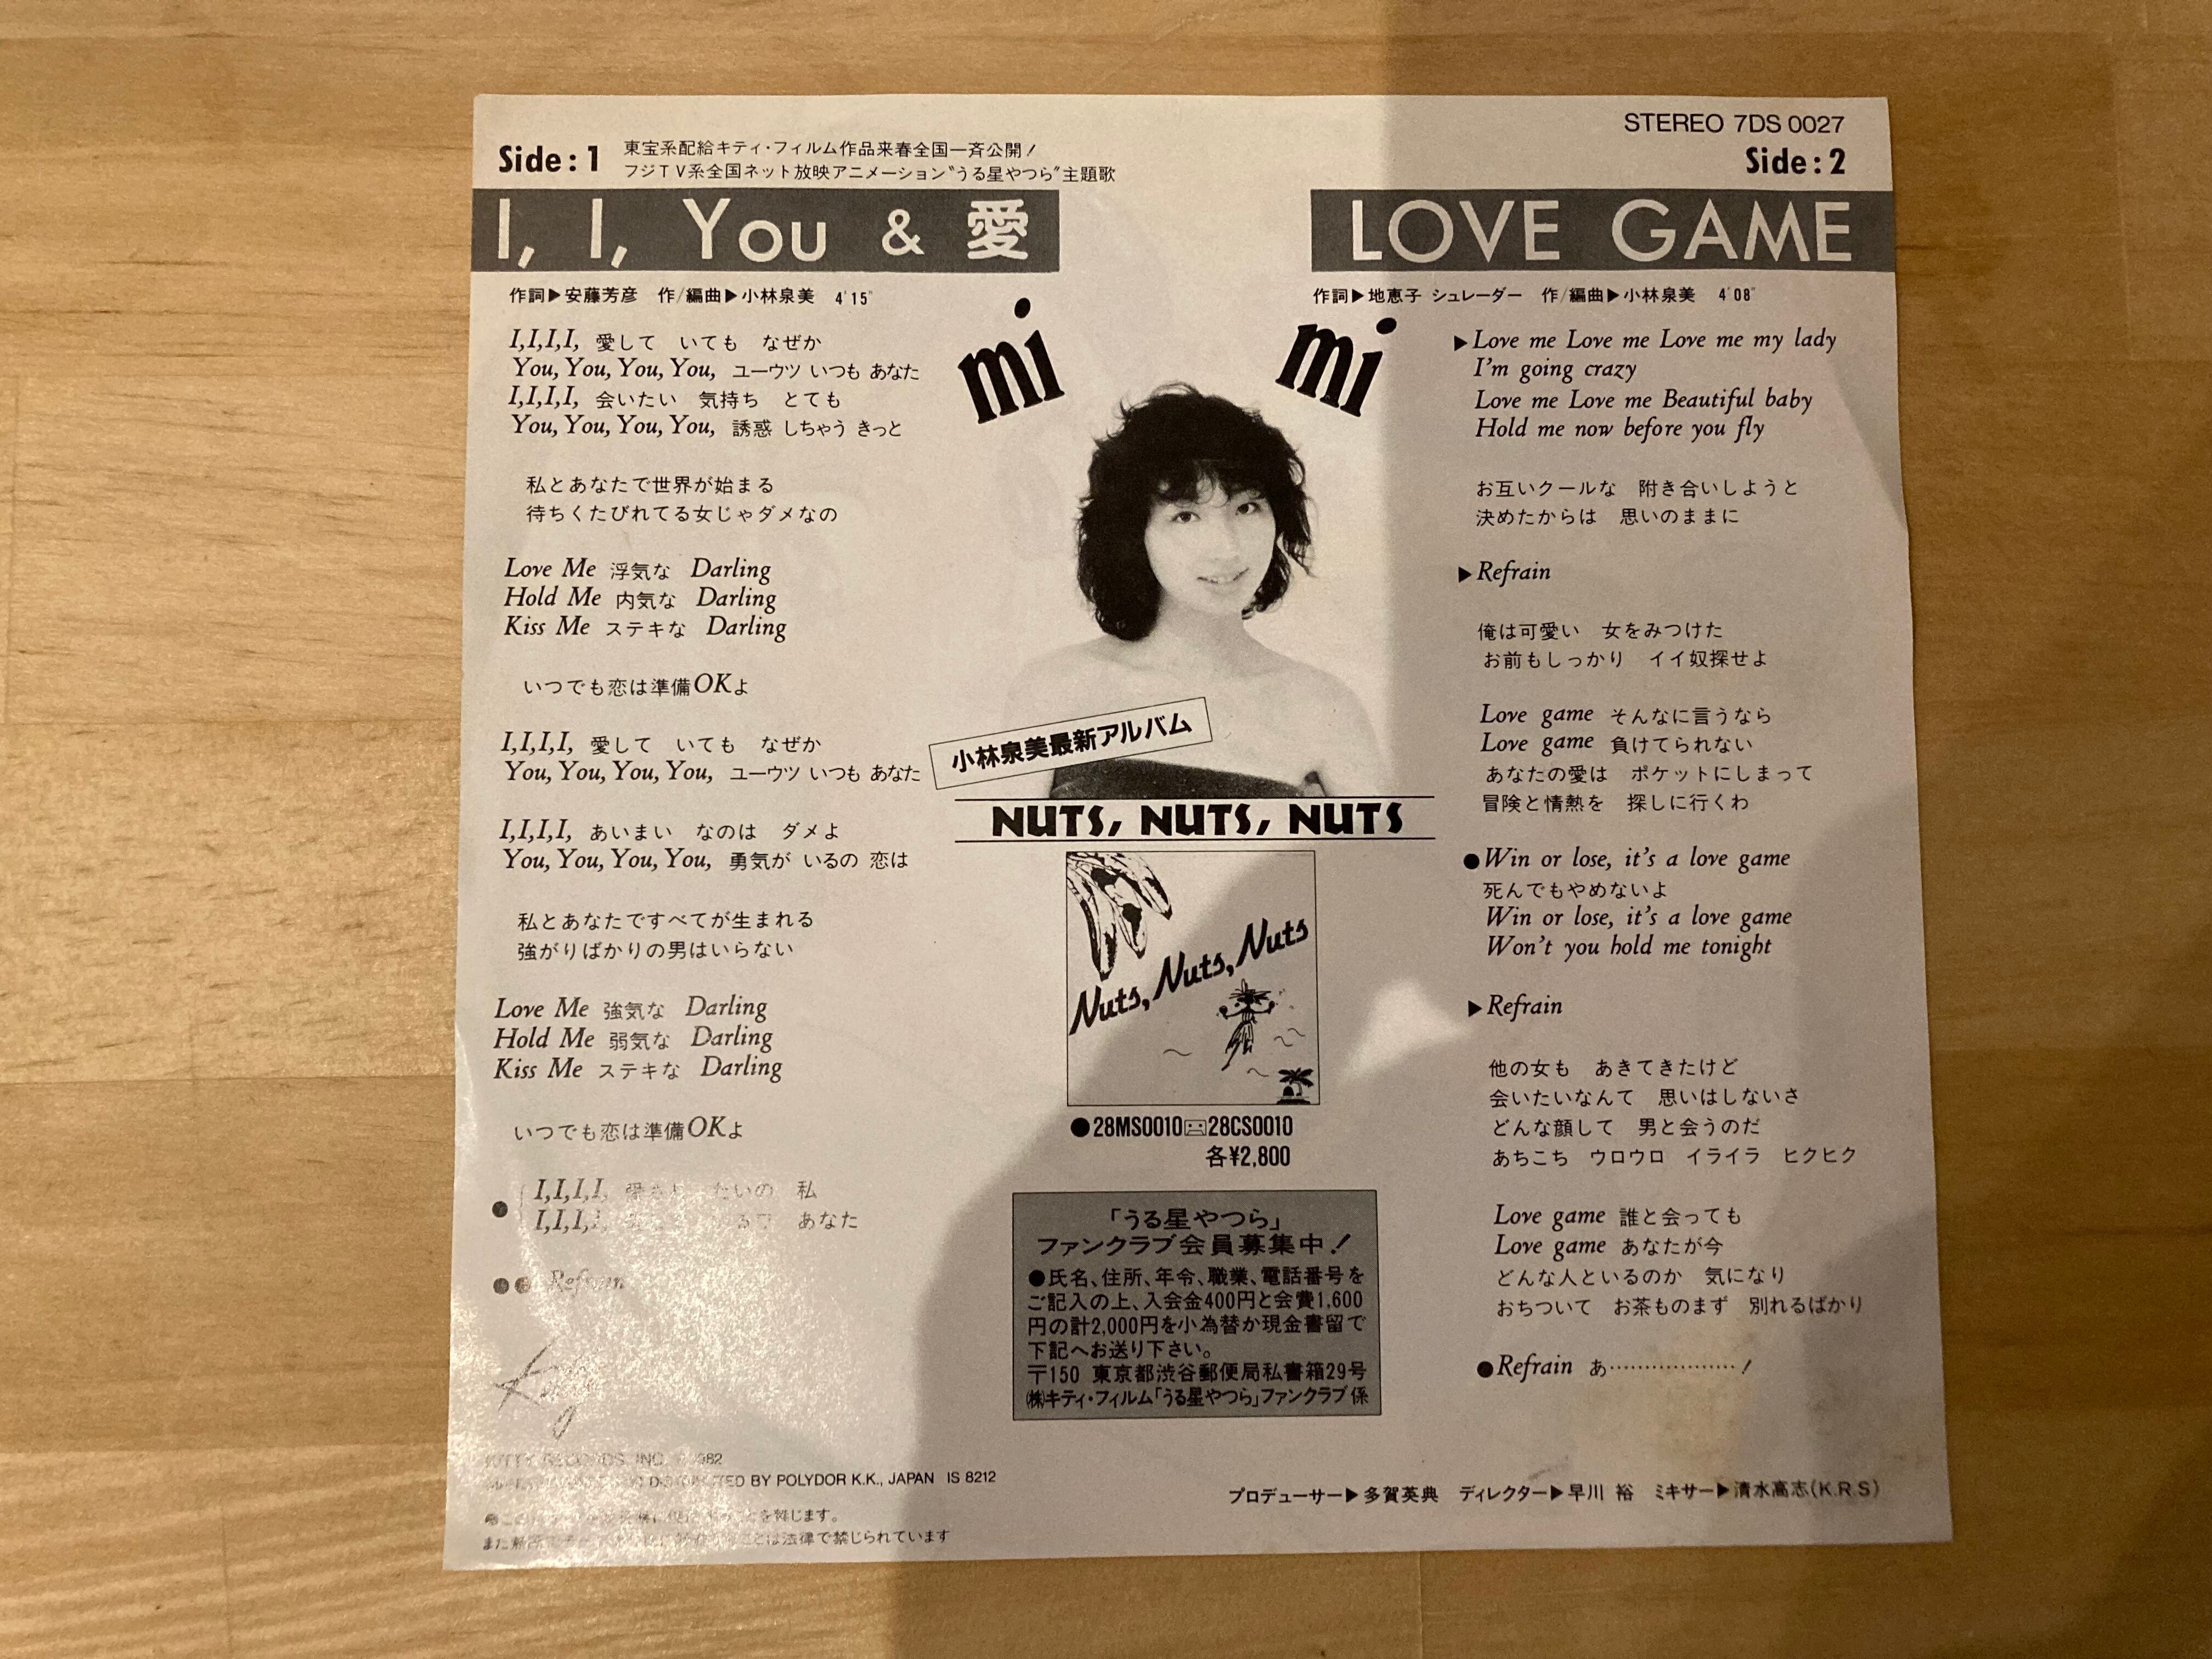 STEREO 7DS 0027
Side : 1
東宝系配給キティ・フィルム作品来春全国一斉公開!
フジTV系全国ネット放映アニメーション“うる星やつら”主題歌
I, I, You & 愛
作詞▶安藤芳彦 作/編曲▶小林泉美 4'15"
I,I,I,I, 愛して いても なぜか
You, You, You, You, ユーウツ いつも あなた
I,I,I,I, 会いたい 気持ち とても
You, You, You, You, 誘惑 しちゃう きっと
私とあなたで世界が始まる
待ちくたびれてる女じゃダメなの
Love Me 浮気な Darling
Hold Me 内気な Darling
Kiss Me ステキな Darling
いつでも恋は準備OKよ
I,I,I,I, 愛して いても なぜか
You, You, You, You, ユーウツ いつも あなた
I,I,I,I, あいまい なのは ダメよ
You, You, You, You, 勇気が いるの 恋は
私とあなたですべてが生まれる
強がりばかりの男はいらない
Love Me 強気な Darling
Hold Me 弱気な Darling
Kiss Me ステキな Darling
いつでも恋は準備OKよ
● I,I,I,I, たいの 私
I,I,I,I, あなた
●● Refrain
Kitty
KITTY RECORDS, INC. 1982
DISTRIBUTED BY POLYDOR K.K., JAPAN IS 8212
を禁じます。
ことは法律で禁じられています
mi mi
小林泉美最新アルバム
NUTS, NUTS, NUTS
Nuts, Nuts, Nuts
●28MS0010 28CS0010
各¥2,800
「うる星やつら」
ファンクラブ会員募集中!
●氏名、住所、年令、職業、電話番号を
ご記入の上、入会金400円と会費1,600
円の計2,000円を小為替か現金書留で
下記へお送り下さい。
〒150 東京都渋谷郵便局私書箱29号
㈱キティ・フィルム「うる星やつら」ファンクラブ係
Side : 2
LOVE GAME
作詞▶地恵子 シュレーダー 作/編曲▶小林泉美 4'08"
▶Love me Love me Love me my lady
I'm going crazy
Love me Love me Beautiful baby
Hold me now before you fly
お互いクールな 附き合いしようと
決めたからは 思いのままに
▶Refrain
俺は可愛い 女をみつけた
お前もしっかり イイ奴探せよ
Love game そんなに言うなら
Love game 負けてられない
あなたの愛は ポケットにしまって
冒険と情熱を 探しに行くわ
●Win or lose, it's a love game
死んでもやめないよ
Win or lose, it's a love game
Won't you hold me tonight
▶Refrain
他の女も あきてきたけど
会いたいなんて 思いはしないさ
どんな顔して 男と会うのだ
あちこち ウロウロ イライラ ヒクヒク
Love game 誰と会っても
Love game あなたが今
どんな人といるのか 気になり
おちついて お茶ものまず 別れるばかり
●Refrain あ………………!
プロデューサー▶多賀英典 ディレクター▶早川 裕 ミキサー▶清水高志(K.R.S)